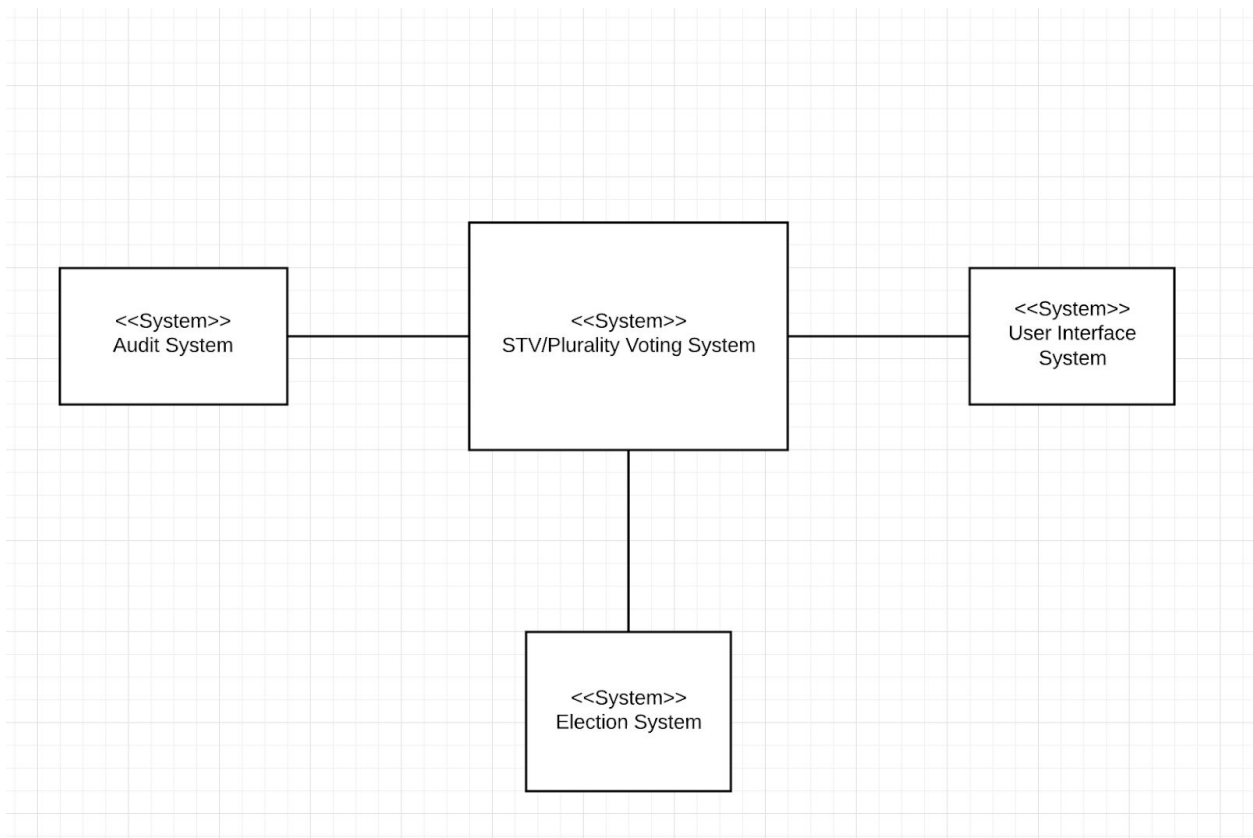 <<System>>
Audit System
<<System>>
STV/Plurality Voting System
<<System>>
User Interface
System
<<System>>
Election System